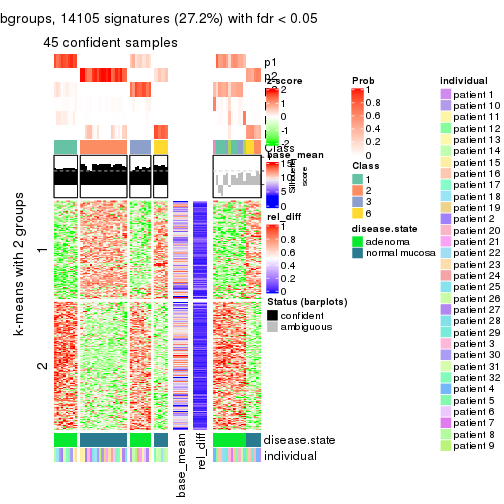 bgroups, 14105 signatures (27.2%) with fdr < 0.05
45 confident samples
p1
p2
Class
1
2
k-means with 2 groups
base_mean
rel_diff
disease.state
individual
z-score
2
1
0
-1
-2
base_mean
15
10
5
0
Silhouette
score
rel_diff
1
0.8
0.6
0.4
0.2
0
Status (barplots)
confident
ambiguous
Prob
1
0.8
0.6
0.4
0.2
0
Class
1
2
3
6
disease.state
adenoma
normal mucosa
individual
patient 1
patient 10
patient 11
patient 12
patient 13
patient 14
patient 15
patient 16
patient 17
patient 18
patient 19
patient 2
patient 20
patient 21
patient 22
patient 23
patient 24
patient 25
patient 26
patient 27
patient 28
patient 29
patient 3
patient 30
patient 31
patient 32
patient 4
patient 5
patient 6
patient 7
patient 8
patient 9